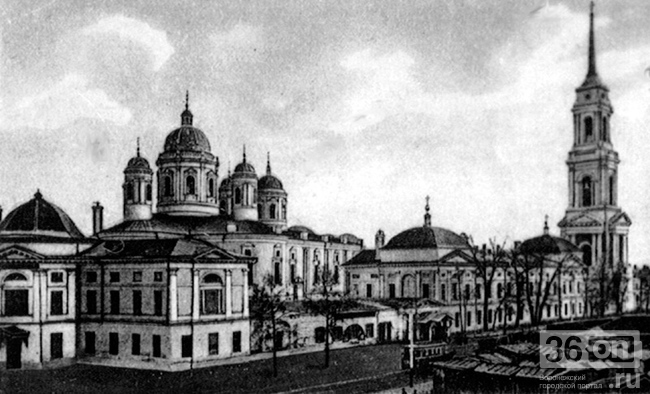 36on
Воронежский
городской портал
.ru